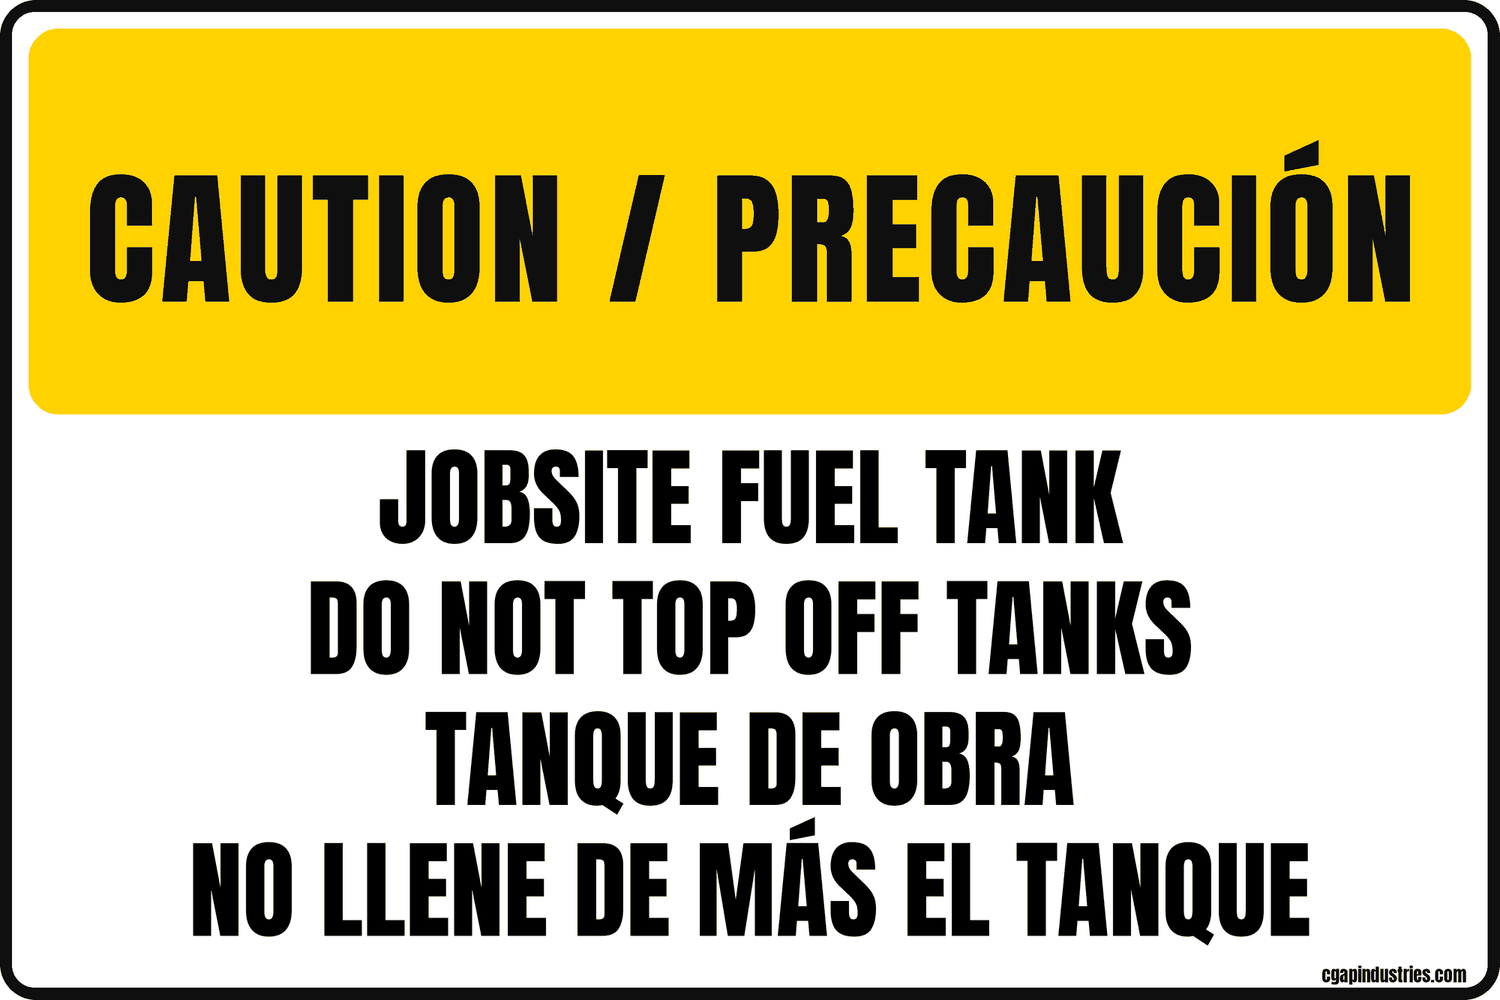 CAUTION / PRECAUCIÓN
JOBSITE FUEL TANK
DO NOT TOP OFF TANKS
TANQUE DE OBRA
NO LLENE DE MÁS EL TANQUE
cgapindustries.com